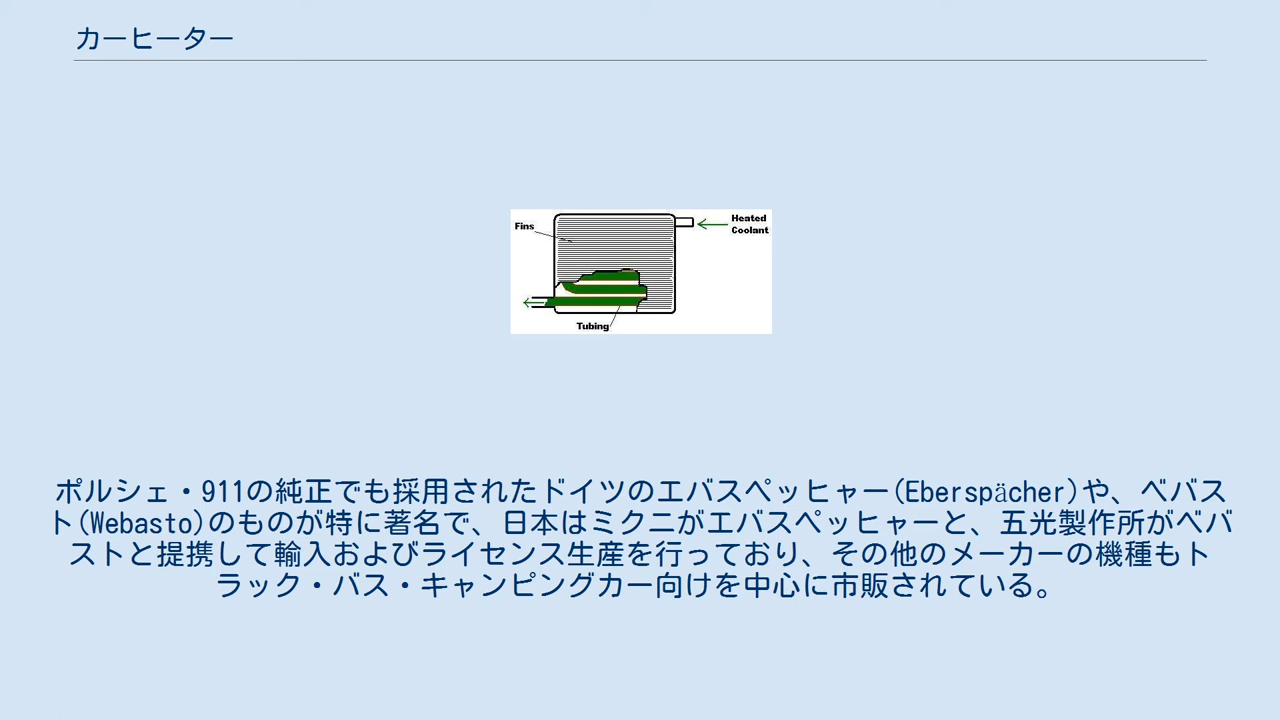 カーヒーター
Fins
Heated
Coolant
Tubing
ポルシェ・911の純正でも採用されたドイツのエバスペッヒャー(Eberspächer)や、ベバス
ト(Webasto)のものが特に著名で、日本はミクニがエバスペッヒャーと、五光製作所がベバ
ストと提携して輸入およびライセンス生産を行っており、その他のメーカーの機種もト
ラック・バス・キャンピングカー向けを中心に市販されている。